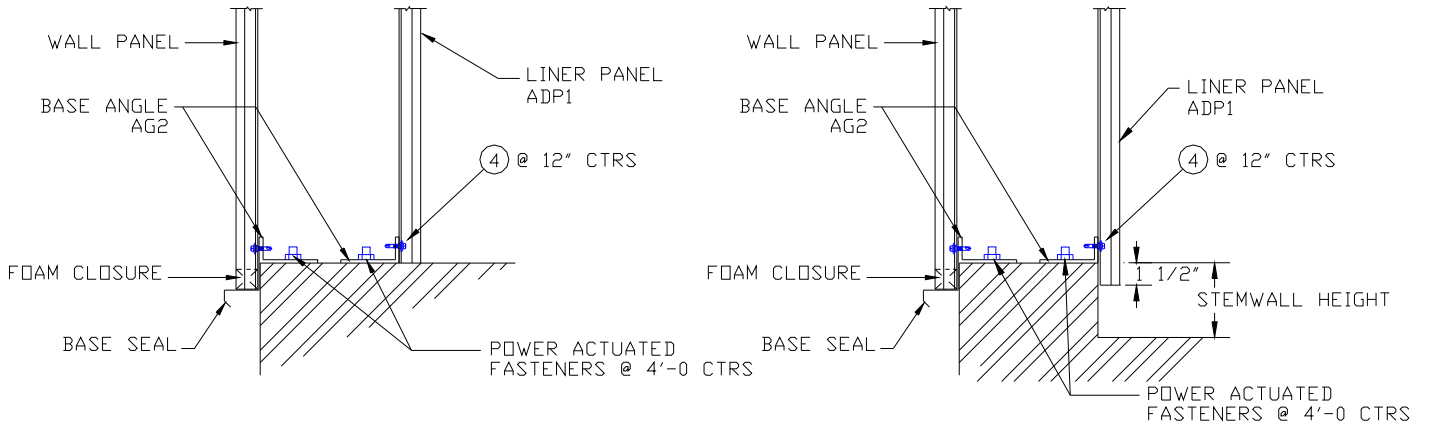 WALL PANEL
LINER PANEL
ADP1
BASE ANGLE
AG2
4 @ 12" CTRS
FOAM CLOSURE
BASE SEAL
POWER ACTUATED
FASTENERS @ 4'-0 CTRS
WALL PANEL
LINER PANEL
ADP1
BASE ANGLE
AG2
4 @ 12" CTRS
FOAM CLOSURE
1 1/2"
STEMWALL HEIGHT
BASE SEAL
POWER ACTUATED
FASTENERS @ 4'-0 CTRS